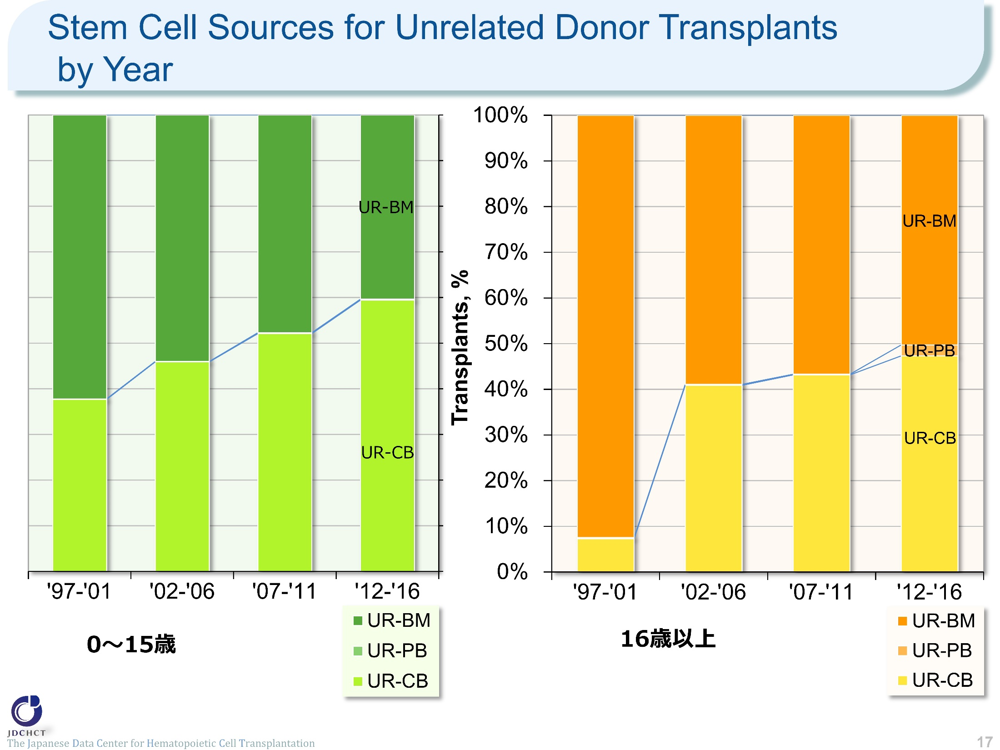 Stem Cell Sources for Unrelated Donor Transplants
by Year
UR-BM
UR-CB
'97-'01 '02-'06 '07-'11 '12-'16
UR-BM
UR-PB
UR-CB
0～15歳
Transplants, %
100%
90%
80%
70%
60%
50%
40%
30%
20%
10%
0%
UR-BM
UR-PB
UR-CB
'97-'01 '02-'06 '07-'11 '12-'16
UR-BM
UR-PB
UR-CB
16歳以上
JDCHCT
The Japanese Data Center for Hematopoietic Cell Transplantation
17